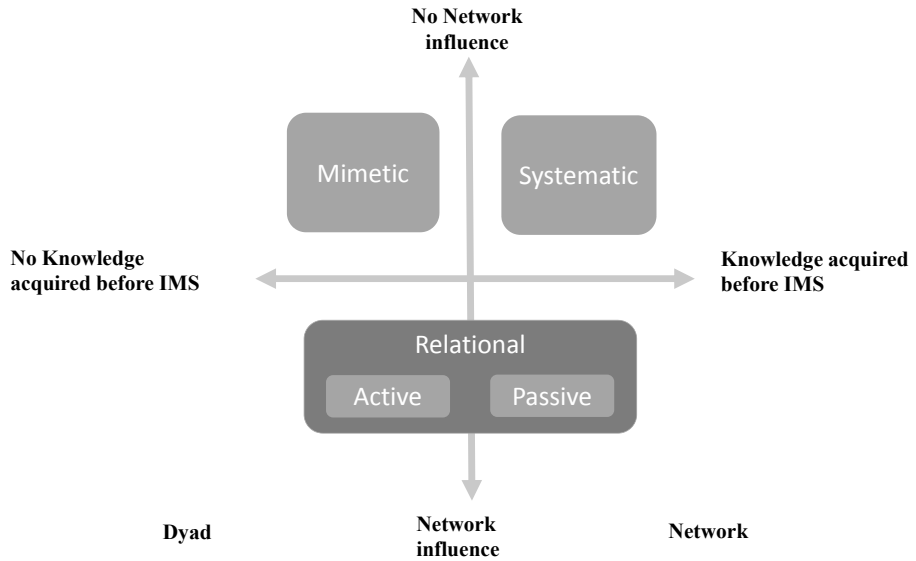 No Network
influence
Mimetic
Systematic
No Knowledge
acquired before IMS
Knowledge acquired
before IMS
Relational
Active
Passive
Dyad
Network
influence
Network